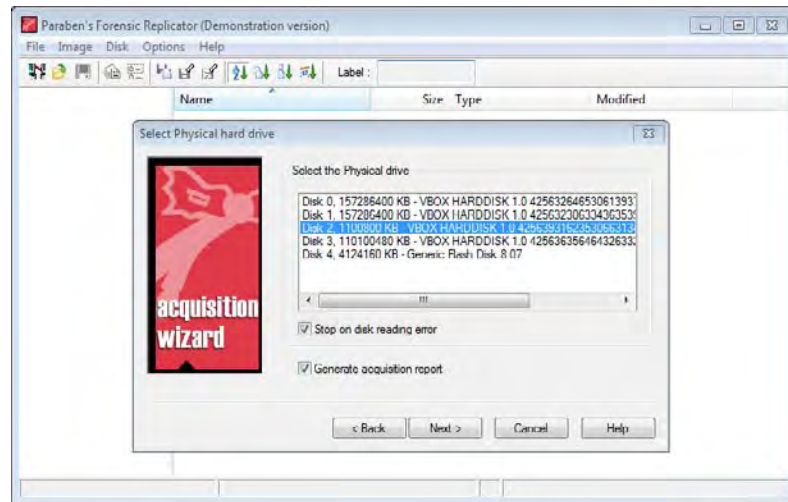 Paraben's Forensic Replicator (Demonstration version)
File Image Disk Options Help
Label :
Name Size Type Modified
Select Physical hard drive
Select the Physical drive
Disk 0, 157286400 KB - VBOX HARDDISK 1.0
Disk 1, 157286400 KB - VBOX HARDDISK 1.0
Disk 2, 1100800 KB - VBOX HARDDISK 1.0
Disk 3, 110100480 KB - VBOX HARDDISK 1.0
Disk 4, 4124160 KB - Generic Flash Disk 8.07
acquisition
wizard
Stop on disk reading error
Generate acquisition report
< Back Next > Cancel Help